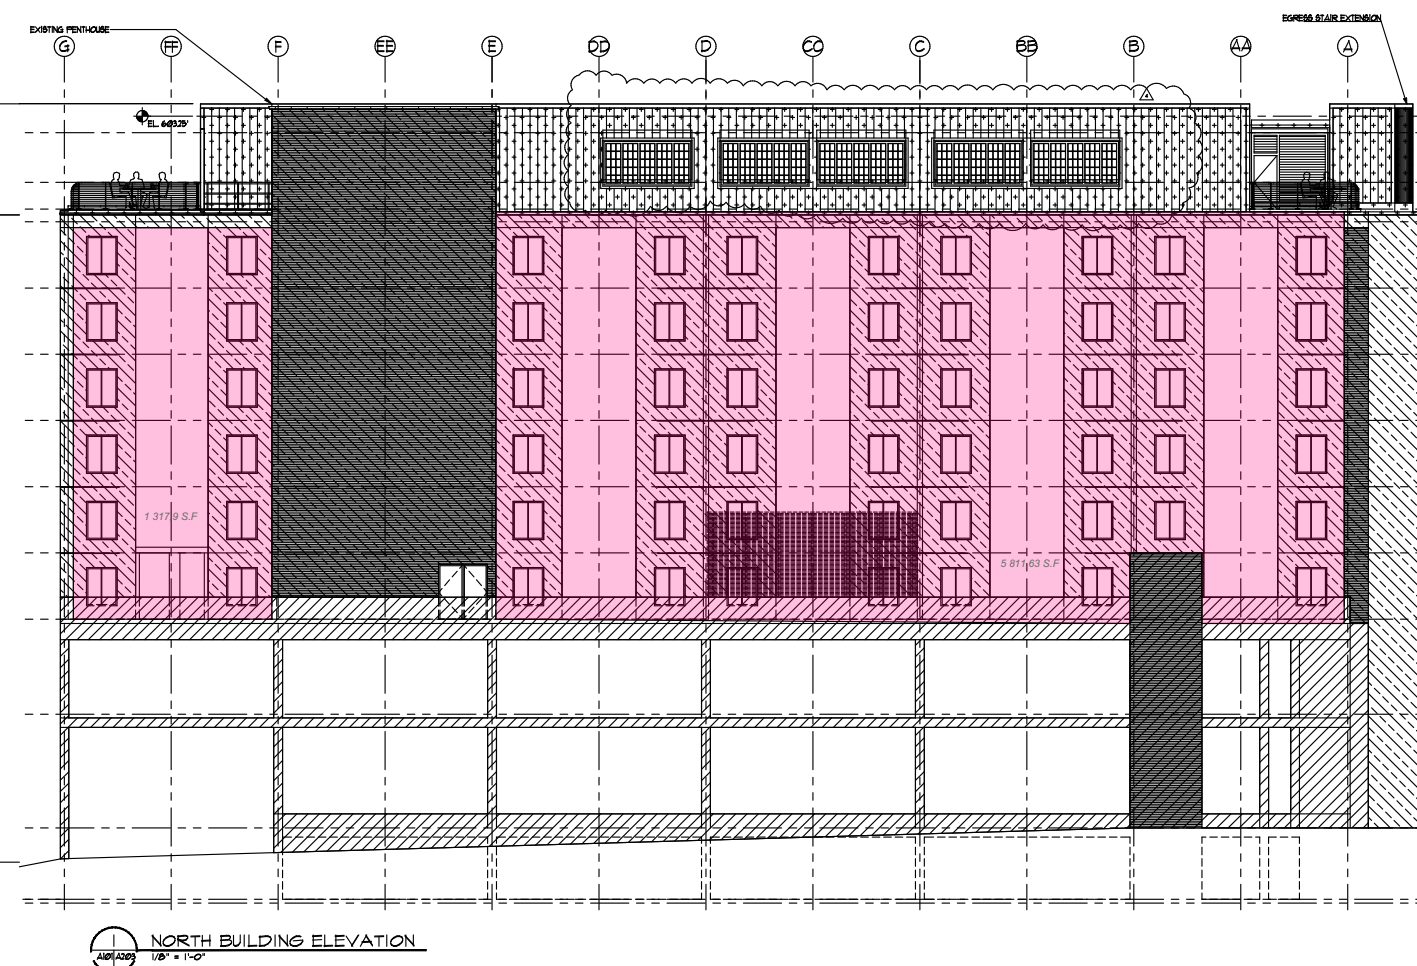 EXISTING PENTHOUSE
EGRESS STAIR EXTENSION
G FF F EE E DD D CC C BB B AA A
EL. 603.25'
1 317,9 S.F
5 811,63 S.F
1
A101 A203
NORTH BUILDING ELEVATION
1/8" = 1'-0"